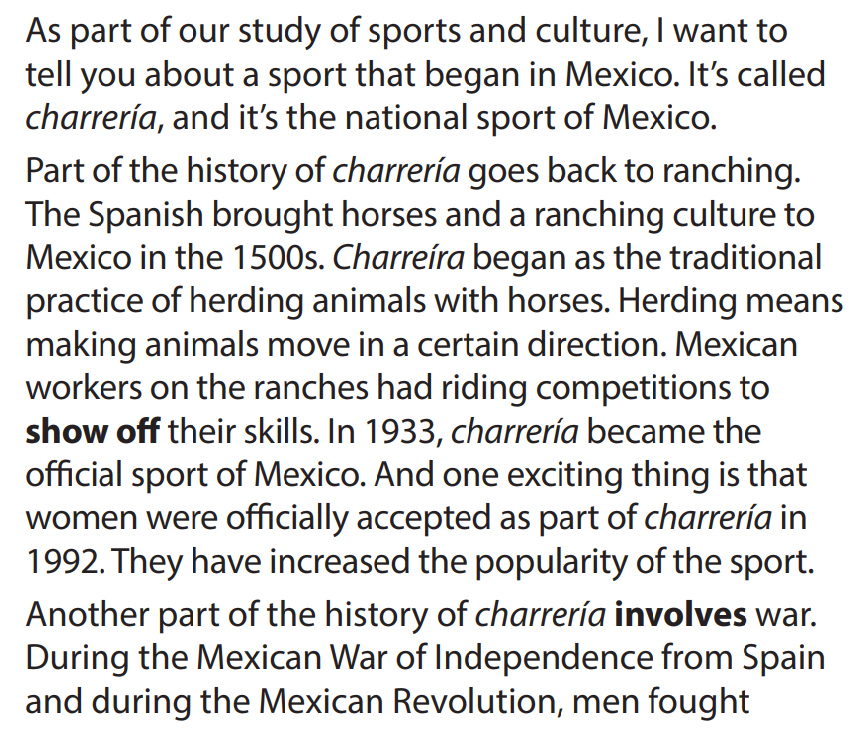 As part of our study of sports and culture, I want to
tell you about a sport that began in Mexico. It's called
charrería, and it's the national sport of Mexico.
Part of the history of charrería goes back to ranching.
The Spanish brought horses and a ranching culture to
Mexico in the 1500s. Charreíra began as the traditional
practice of herding animals with horses. Herding means
making animals move in a certain direction. Mexican
workers on the ranches had riding competitions to
show off their skills. In 1933, charrería became the
official sport of Mexico. And one exciting thing is that
women were officially accepted as part of charrería in
1992. They have increased the popularity of the sport.
Another part of the history of charrería involves war.
During the Mexican War of Independence from Spain
and during the Mexican Revolution, men fought